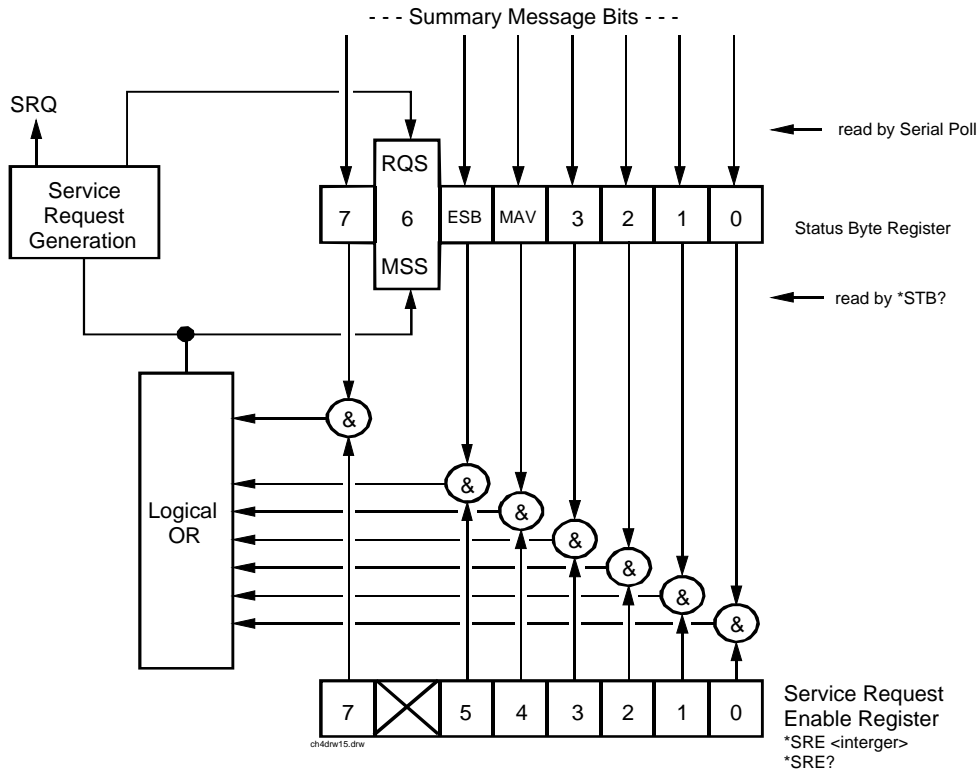 - - - Summary Message Bits - - -
SRQ
read by Serial Poll
RQS
Service
Request
Generation
7 6 ESB MAV 3 2 1 0
Status Byte Register
MSS
read by *STB?
&
&
Logical
OR
&
&
&
&
&
7 5 4 3 2 1 0
Service Request
Enable Register
*SRE <interger>
*SRE?
ch4drw15.drw